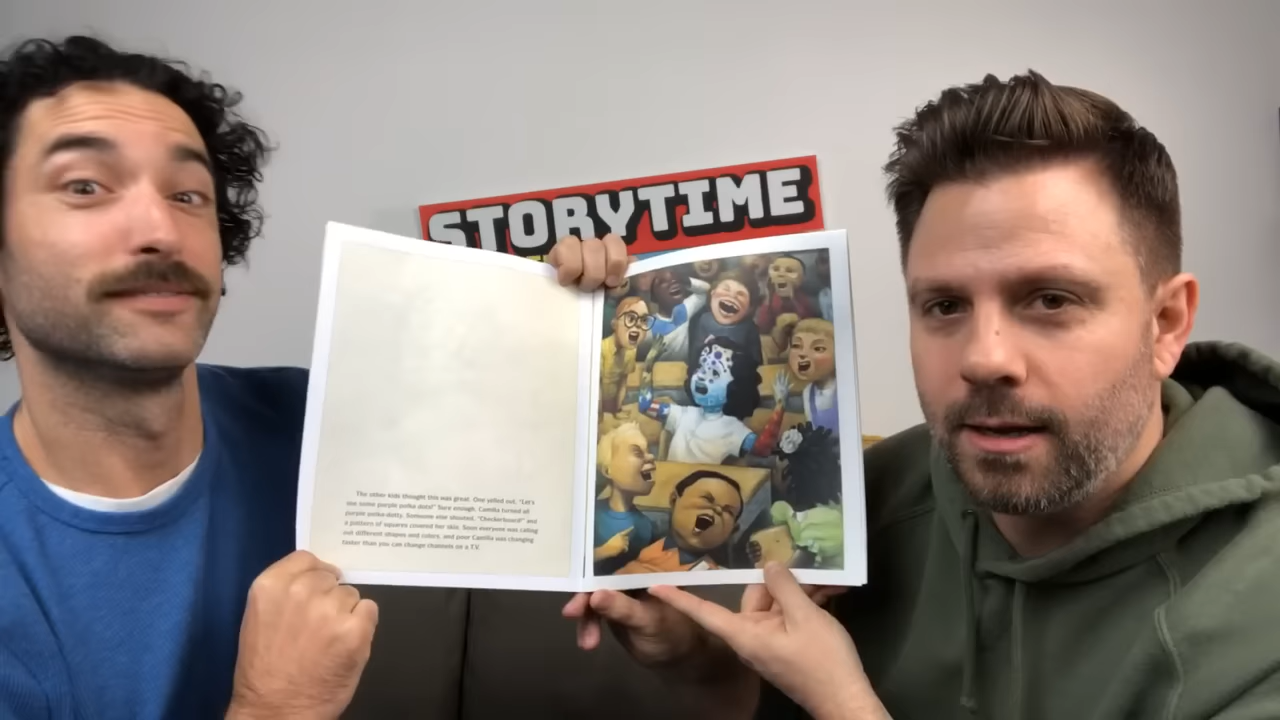 STORYTIME
The other kids thought this was great. One yelled out, "Let's
see some purple polka dots!" Sure enough, Camilla turned all
purple polka-dotty. Someone else shouted, "Checkerboard!" and
a pattern of squares covered her skin. Soon everyone was calling
out different shapes and colors, and poor Camilla was changing
faster than you can change channels on a T.V.